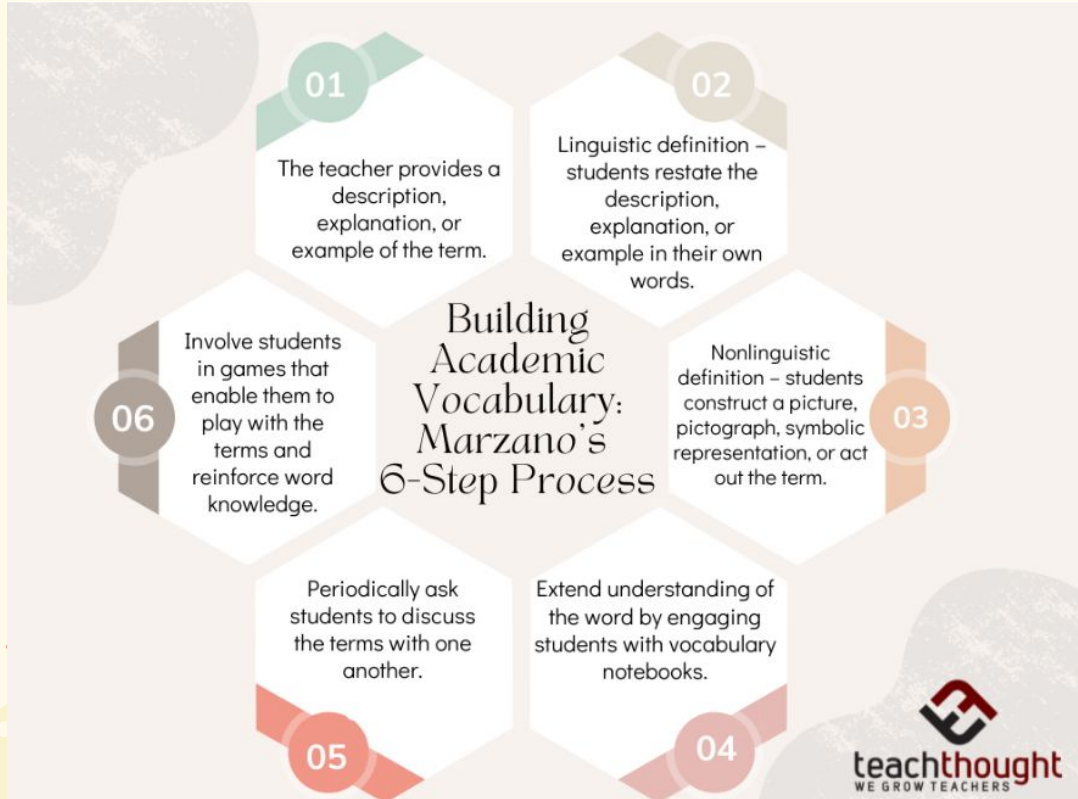 01
The teacher provides a
description,
explanation, or
example of the term.
02
Linguistic definition –
students restate the
description,
explanation, or
example in their own
words.
Building
Academic
Vocabulary:
Marzano's
6-Step Process
03
Nonlinguistic
definition – students
construct a picture,
pictograph, symbolic
representation, or act
out the term.
Extend understanding of
the word by engaging
students with vocabulary
notebooks.
04
Periodically ask
students to discuss
the terms with one
another.
05
06
Involve students
in games that
enable them to
play with the
terms and
reinforce word
knowledge.
teachthought
WE GROW TEACHERS